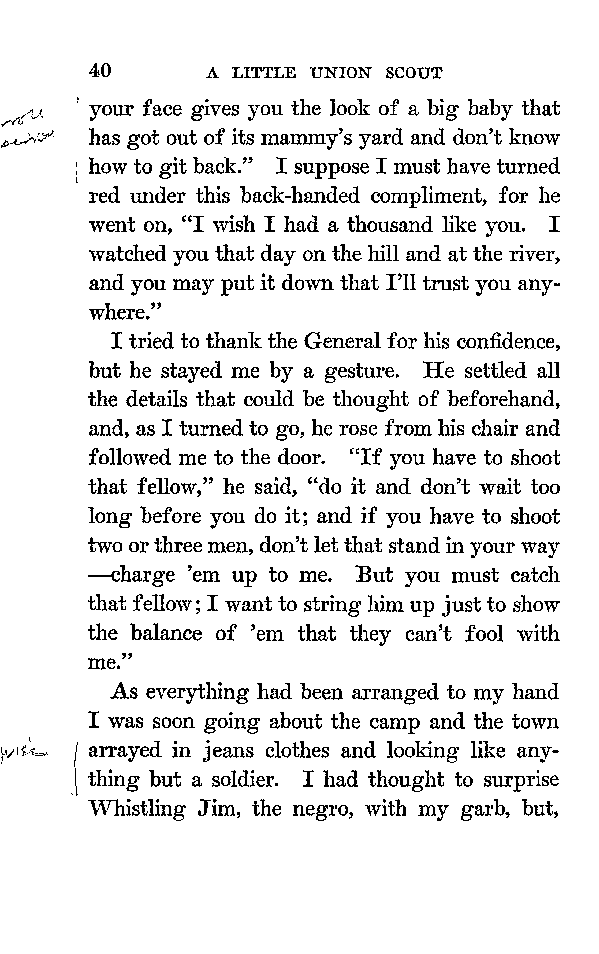 40 A LITTLE UNION SCOUT
your face gives you the look of a big baby that
has got out of its mammy's yard and don't know
how to git back." I suppose I must have turned
red under this back-handed compliment, for he
went on, "I wish I had a thousand like you. I
watched you that day on the hill and at the river,
and you may put it down that I'll trust you any-
where."
I tried to thank the General for his confidence,
but he stayed me by a gesture. He settled all
the details that could be thought of beforehand,
and, as I turned to go, he rose from his chair and
followed me to the door. "If you have to shoot
that fellow," he said, "do it and don't wait too
long before you do it; and if you have to shoot
two or three men, don't let that stand in your way
—charge 'em up to me. But you must catch
that fellow; I want to string him up just to show
the balance of 'em that they can't fool with
me."
As everything had been arranged to my hand
I was soon going about the camp and the town
arrayed in jeans clothes and looking like any-
thing but a soldier. I had thought to surprise
Whistling Jim, the negro, with my garb, but,